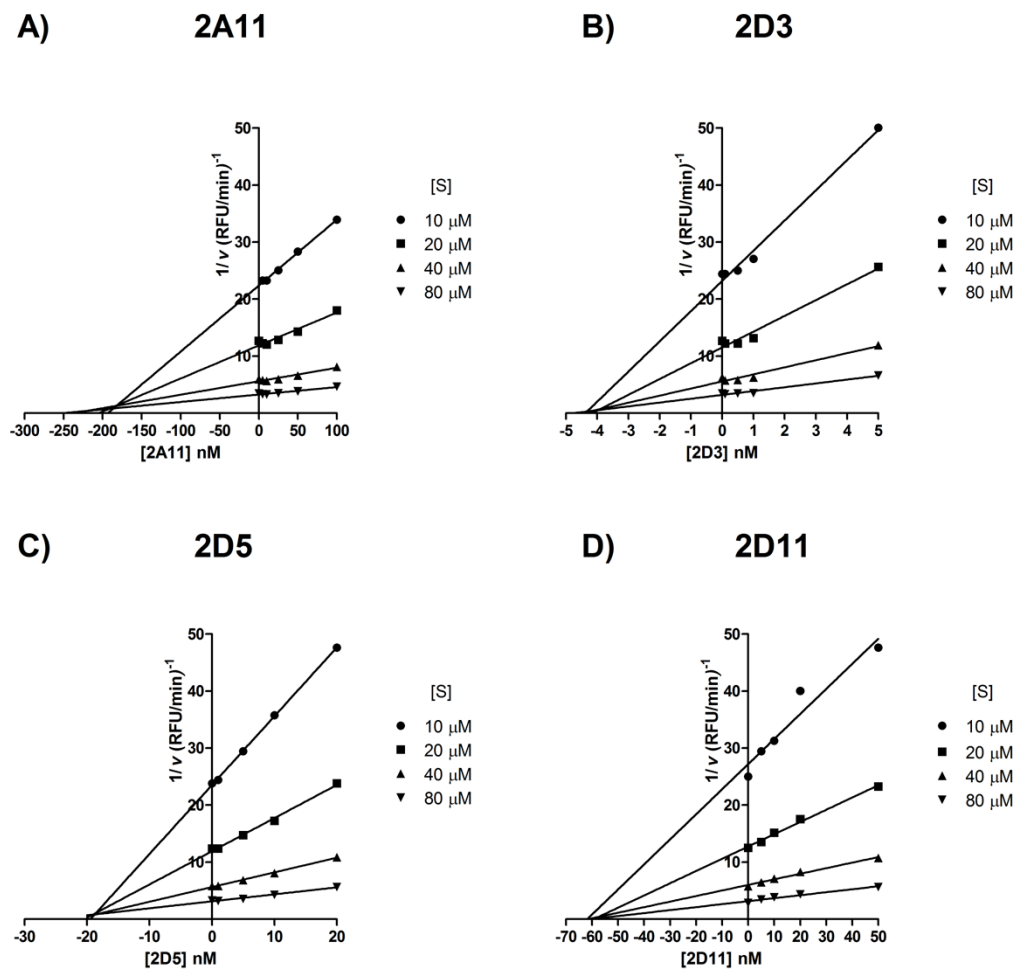 A) 2A11
1/ v (RFU/min)-1
50
40
30
20
10
-300 -250 -200 -150 -100 -50 0 50 100
[2A11] nM
[S]
10 μM
20 μM
40 μM
80 μM
B) 2D3
1/ v (RFU/min)-1
50
40
30
20
10
-5 -4 -3 -2 -1 0 1 2 3 4 5
[2D3] nM
[S]
10 μM
20 μM
40 μM
80 μM
C) 2D5
1/ v (RFU/min)-1
50
40
30
20
10
-30 -20 -10 0 10 20
[2D5] nM
[S]
10 μM
20 μM
40 μM
80 μM
D) 2D11
1/ v (RFU/min)-1
50
40
30
20
10
-70 -60 -50 -40 -30 -20 -10 0 10 20 30 40 50
[2D11] nM
[S]
10 μM
20 μM
40 μM
80 μM